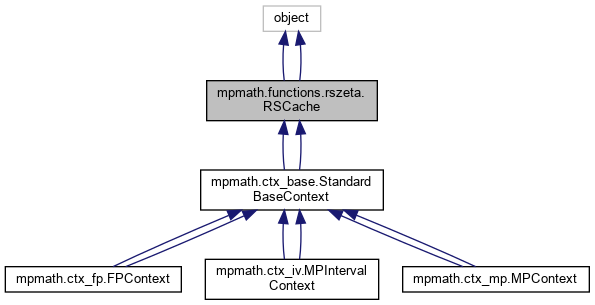 object
mpmath.functions.rszeta.
RSCache
mpmath.ctx_base.Standard
BaseContext
mpmath.ctx_fp.FPContext
mpmath.ctx_iv.MPInterval
Context
mpmath.ctx_mp.MPContext